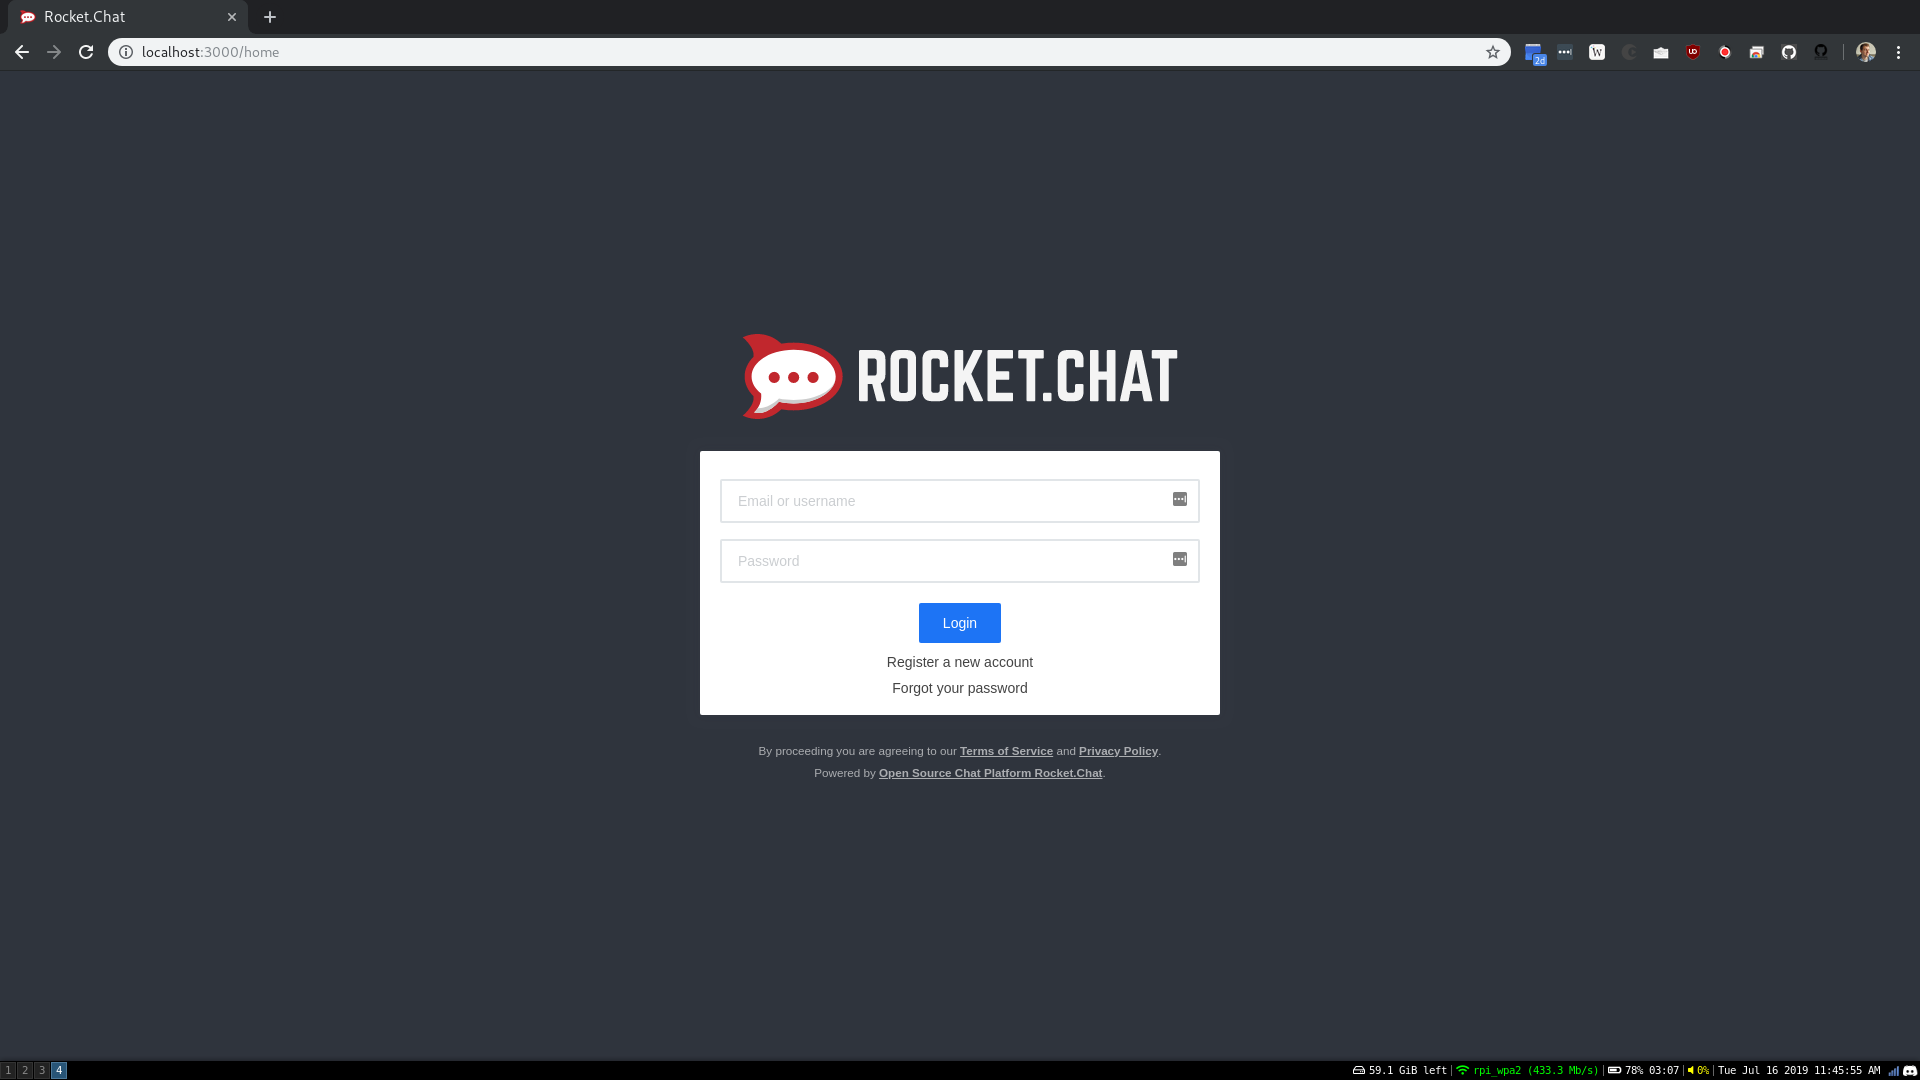 Rocket.Chat
localhost:3000/home
2d
W
UD
ROCKET.CHAT
Email or username
Password
Login
Register a new account
Forgot your password
By proceeding you are agreeing to our Terms of Service and Privacy Policy.
Powered by Open Source Chat Platform Rocket.Chat.
1 2 3 4
59.1 GiB left| rpi_wpa2 (433.3 Mb/s)| 78% 03:07| 0%|Tue Jul 16 2019 11:45:55 AM